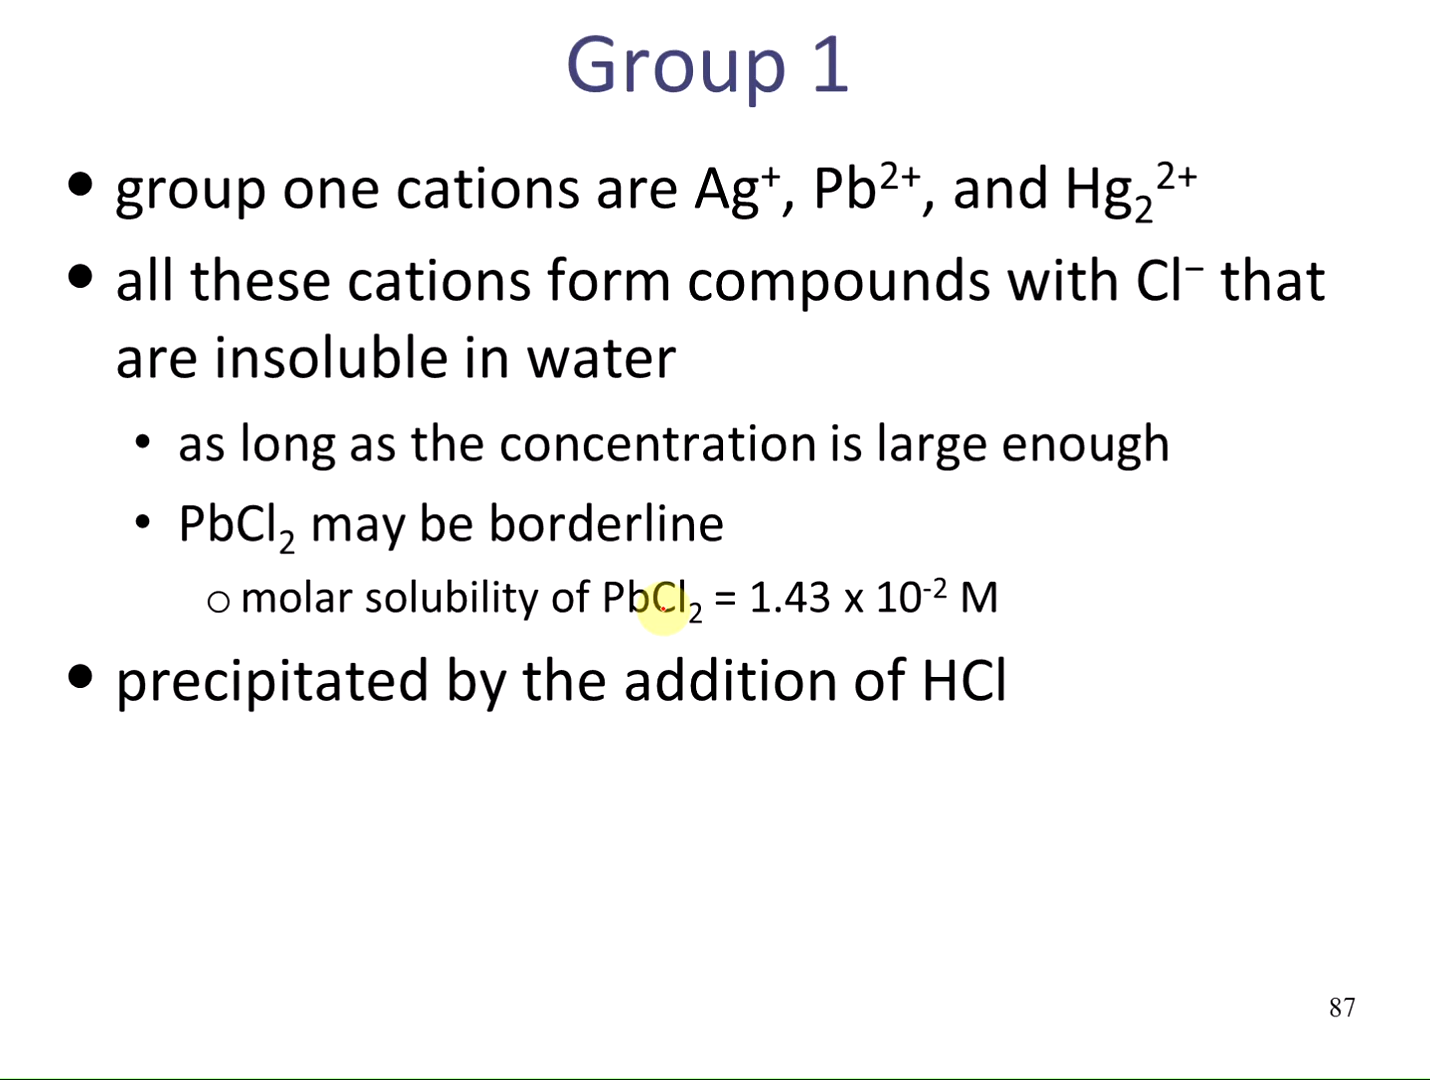 Group 1
• group one cations are Ag⁺, Pb²⁺, and Hg₂²⁺
• all these cations form compounds with Cl⁻ that
are insoluble in water
• as long as the concentration is large enough
• PbCl₂ may be borderline
○ molar solubility of PbCl₂ = 1.43 x 10⁻² M
• precipitated by the addition of HCl
87